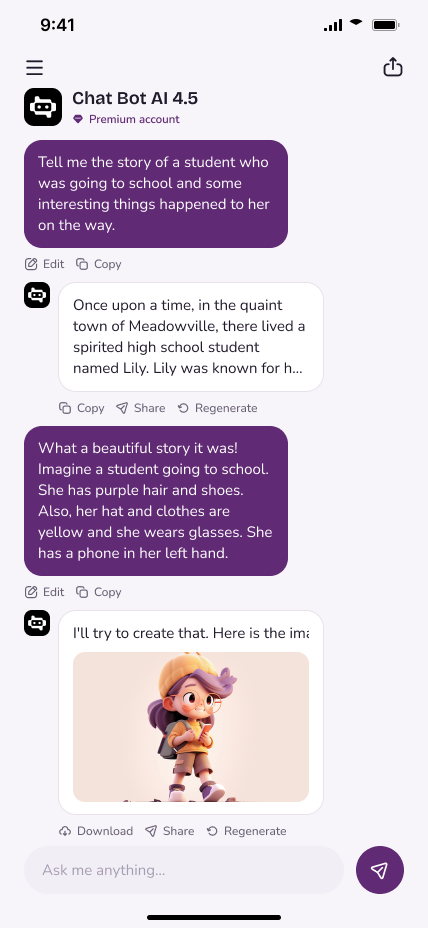 9:41
Chat Bot AI 4.5
Premium account
Tell me the story of a student who
was going to school and some
interesting things happened to her
on the way.
Edit Copy
Once upon a time, in the quaint
town of Meadowville, there lived a
spirited high school student
named Lily. Lily was known for h...
Copy Share Regenerate
What a beautiful story it was!
Imagine a student going to school.
She has purple hair and shoes.
Also, her hat and clothes are
yellow and she wears glasses. She
has a phone in her left hand.
Edit Copy
I'll try to create that. Here is the ima
Download Share Regenerate
Ask me anything...